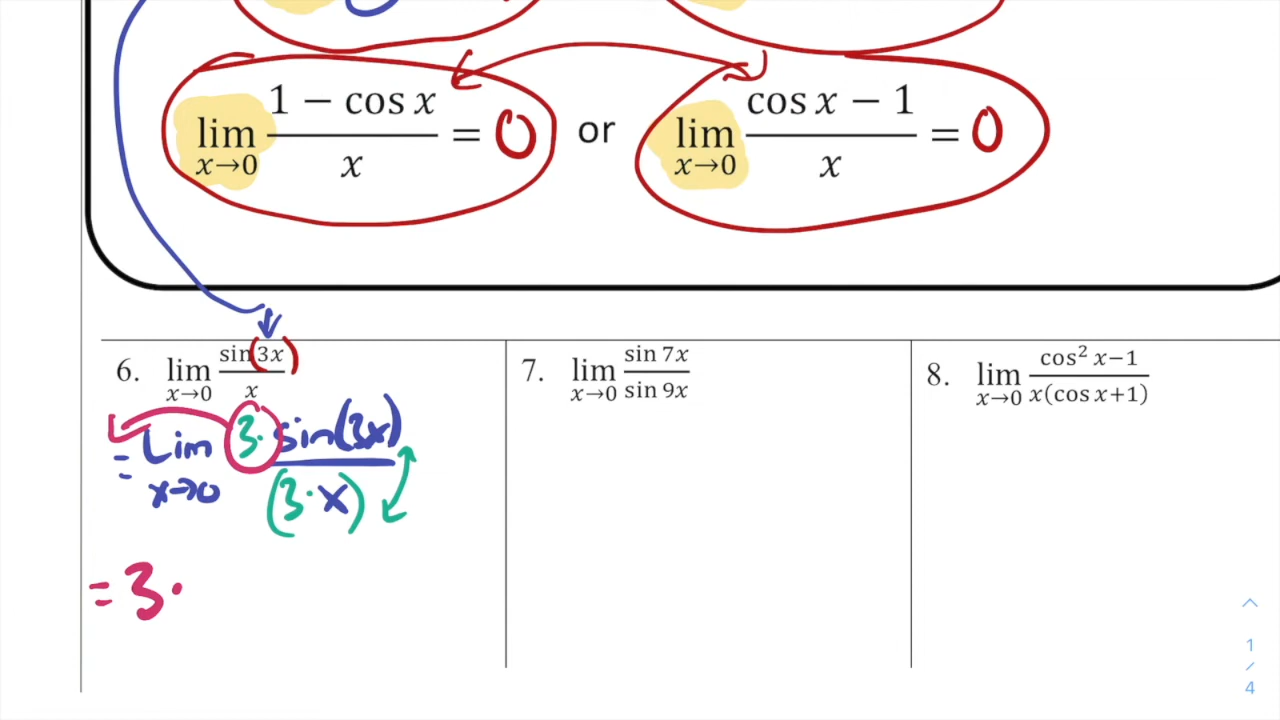 lim x→0 (1 − cos x)/x = 0 or lim x→0 (cos x − 1)/x = 0
6. lim x→0 sin(3x)/x
7. lim x→0 sin 7x/sin 9x
8. lim x→0 cos² x−1/x(cos x+1)
= Lim x→0 3· sin(3x)/(3·x)
= 3·
1
/
4